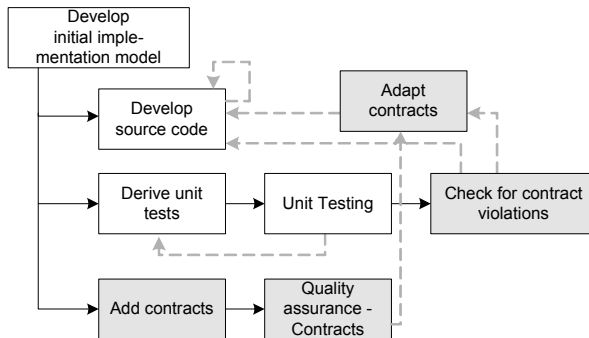 Develop
initial imple-
mentation model
Adapt
contracts
Develop
source code
Derive unit
tests
Unit Testing
Check for contract
violations
Add contracts
Quality
assurance -
Contracts